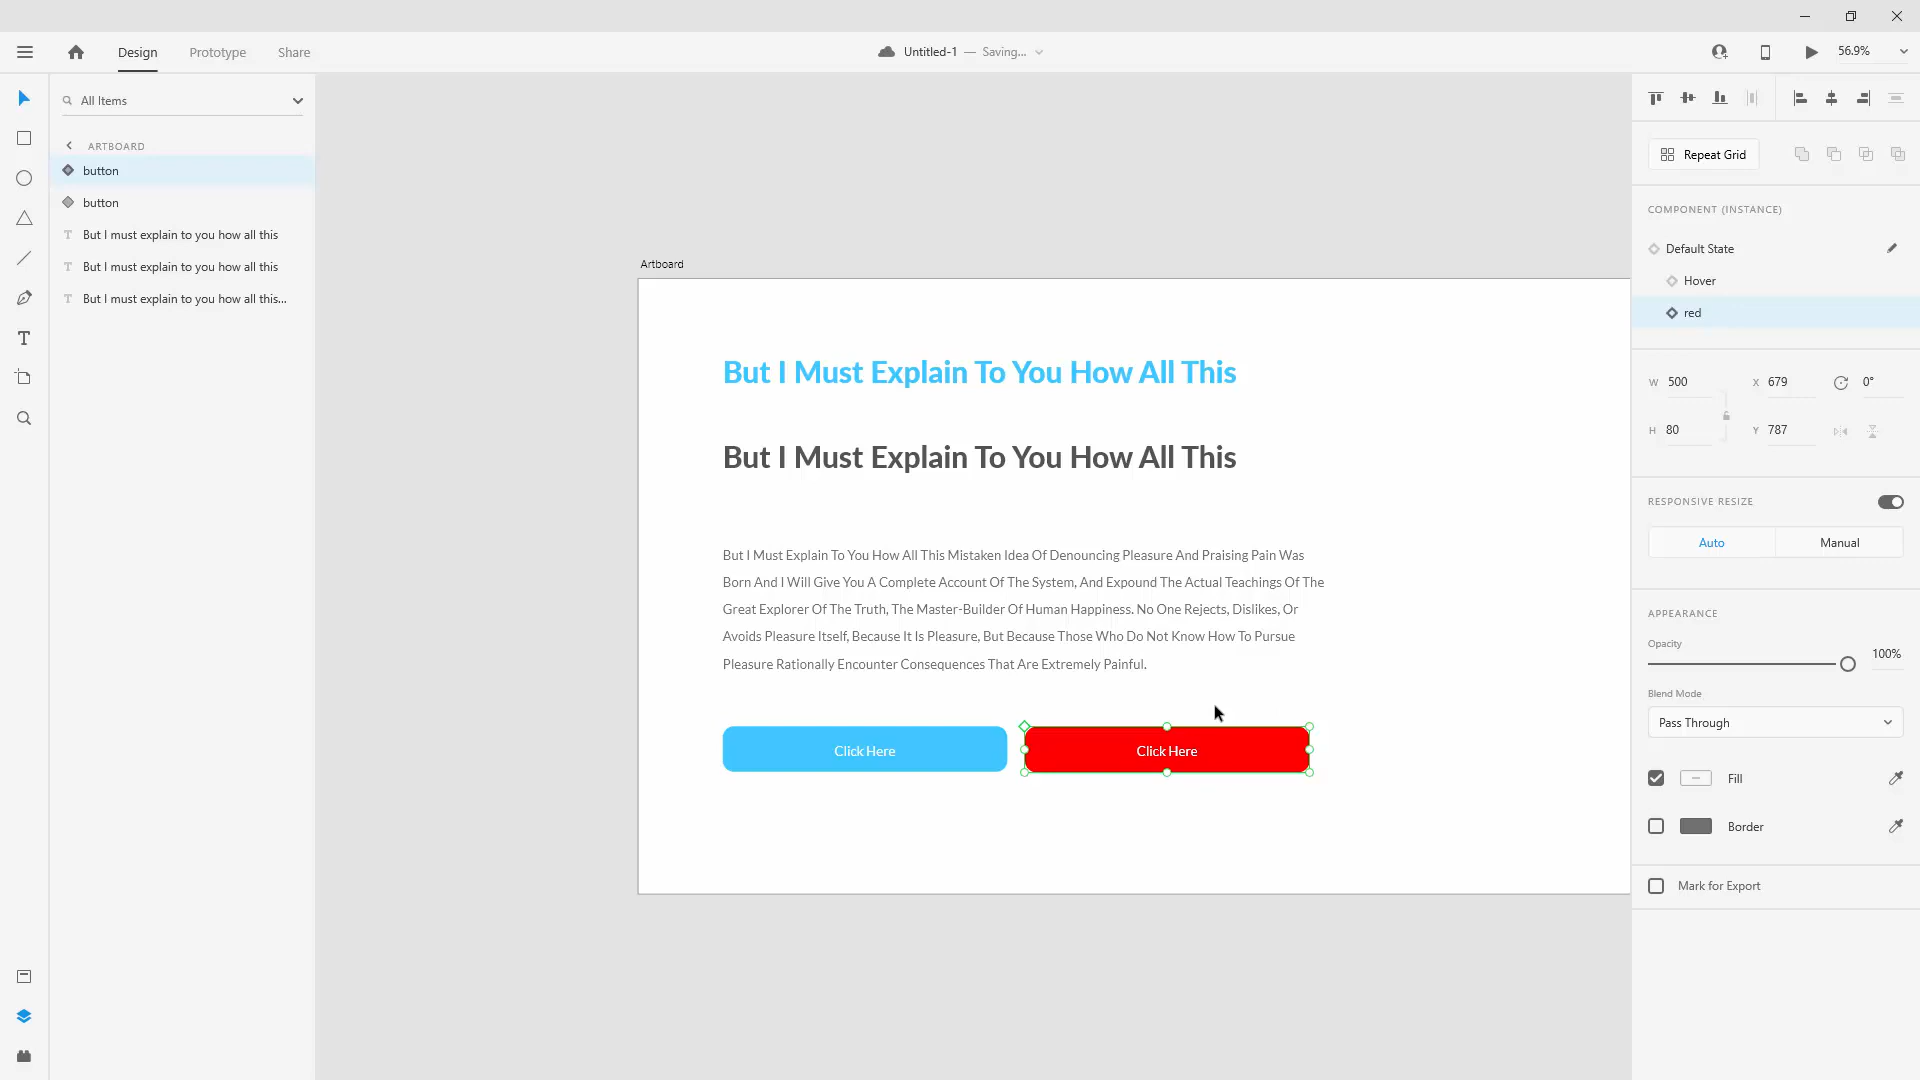 Design
Prototype
Share
Untitled-1 — Saving...
56.9%
All Items
ARTBOARD
button
button
But I must explain to you how all this
But I must explain to you how all this
But I must explain to you how all this...
Artboard
But I Must Explain To You How All This
But I Must Explain To You How All This
But I Must Explain To You How All This Mistaken Idea Of Denouncing Pleasure And Praising Pain Was
Born And I Will Give You A Complete Account Of The System, And Expound The Actual Teachings Of The
Great Explorer Of The Truth, The Master-Builder Of Human Happiness. No One Rejects, Dislikes, Or
Avoids Pleasure Itself, Because It Is Pleasure, But Because Those Who Do Not Know How To Pursue
Pleasure Rationally Encounter Consequences That Are Extremely Painful.
Click Here
Click Here
Repeat Grid
COMPONENT (INSTANCE)
Default State
Hover
red
W 500 X 679 0°
H 80 Y 787
RESPONSIVE RESIZE
Auto Manual
APPEARANCE
Opacity
100%
Blend Mode
Pass Through
Fill
Border
Mark for Export